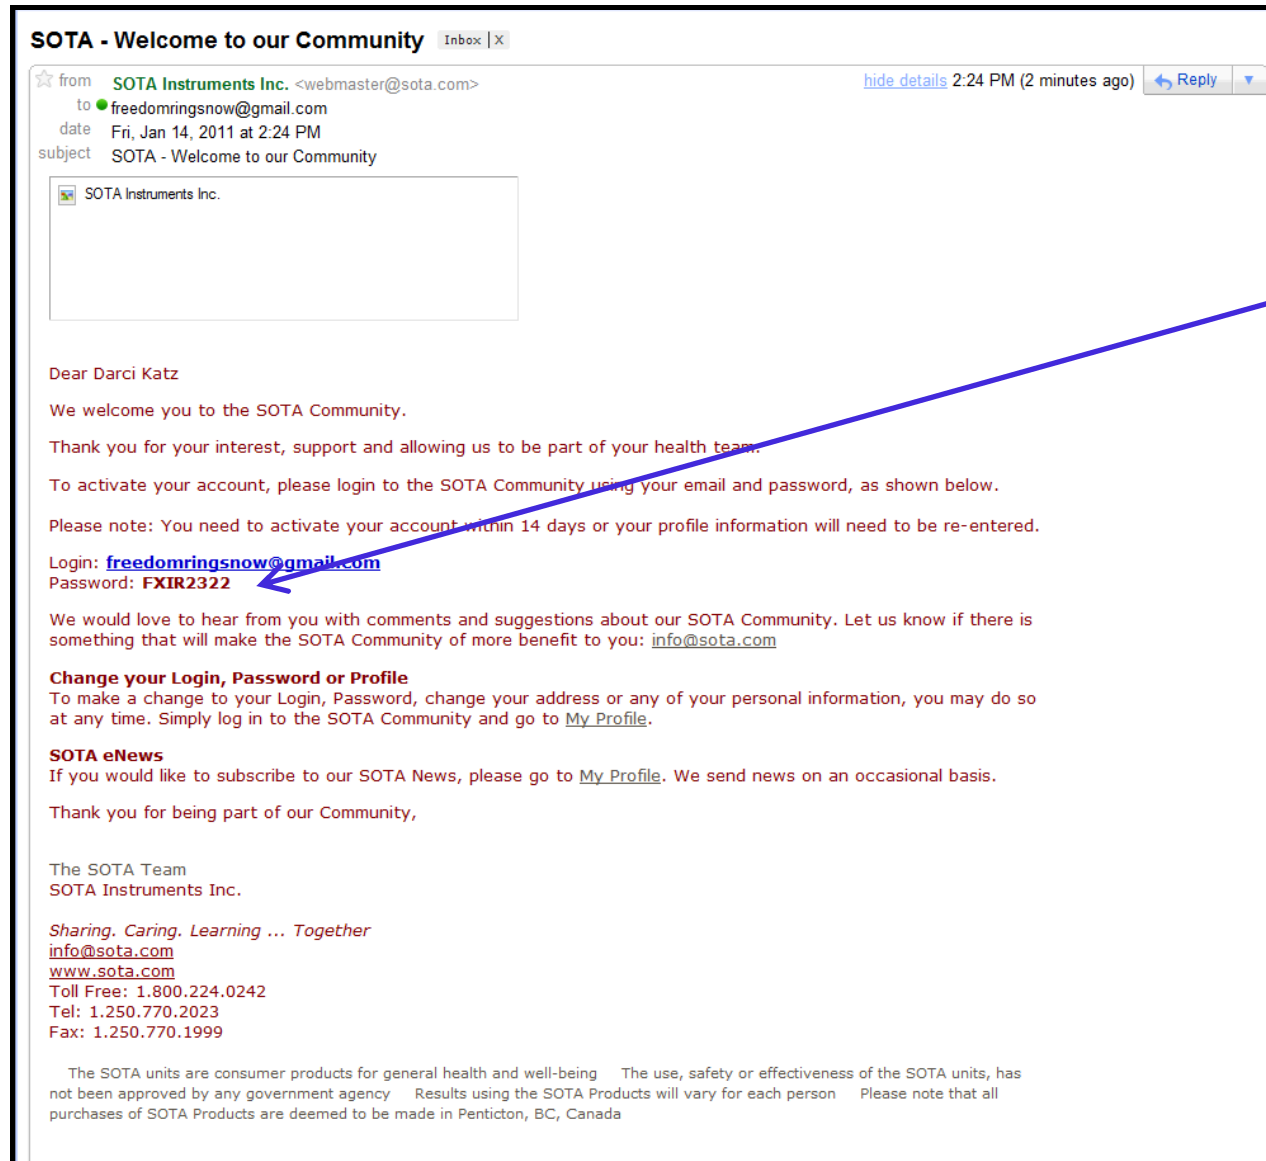 SOTA - Welcome to our Community Inbox | X
from SOTA Instruments Inc. <webmaster@sota.com> hide details 2:24 PM (2 minutes ago) Reply
to freedomringsnow@gmail.com
date Fri, Jan 14, 2011 at 2:24 PM
subject SOTA - Welcome to our Community
SOTA Instruments Inc.
Dear Darci Katz
We welcome you to the SOTA Community.
Thank you for your interest, support and allowing us to be part of your health team.
To activate your account, please login to the SOTA Community using your email and password, as shown below.
Please note: You need to activate your account within 14 days or your profile information will need to be re-entered.
Login: freedomringsnow@gmail.com
Password: FXIR2322
We would love to hear from you with comments and suggestions about our SOTA Community. Let us know if there is
something that will make the SOTA Community of more benefit to you: info@sota.com
Change your Login, Password or Profile
To make a change to your Login, Password, change your address or any of your personal information, you may do so
at any time. Simply log in to the SOTA Community and go to My Profile.
SOTA eNews
If you would like to subscribe to our SOTA News, please go to My Profile. We send news on an occasional basis.
Thank you for being part of our Community,
The SOTA Team
SOTA Instruments Inc.
Sharing. Caring. Learning ... Together
info@sota.com
www.sota.com
Toll Free: 1.800.224.0242
Tel: 1.250.770.2023
Fax: 1.250.770.1999
The SOTA units are consumer products for general health and well-being The use, safety or effectiveness of the SOTA units, has
not been approved by any government agency Results using the SOTA Products will vary for each person Please note that all
purchases of SOTA Products are deemed to be made in Penticton, BC, Canada